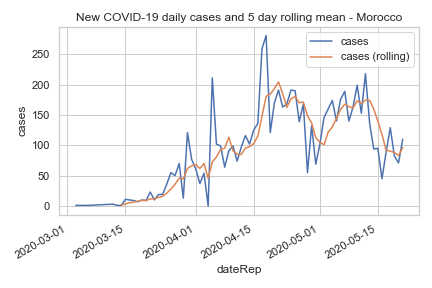 New COVID-19 daily cases and 5 day rolling mean - Morocco
cases
cases (rolling)
250
200
150
100
50
0
cases
2020-03-01
2020-03-15
2020-04-01
2020-04-15
2020-05-01
2020-05-15
dateRep